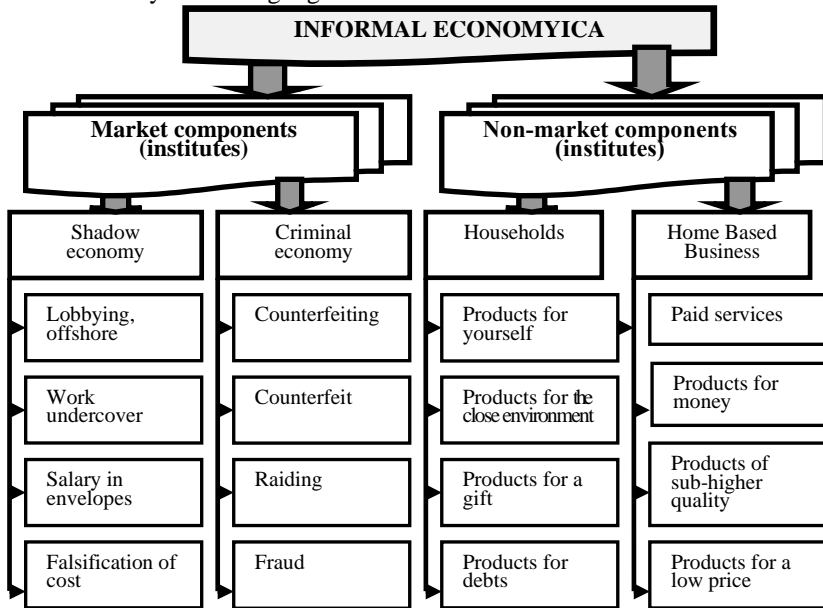 INFORMAL ECONOMYICA
Market components
(institutes)
Non-market components
(institutes)
Shadow
economy
Criminal
economy
Households
Home Based
Business
Lobbying,
offshore
Counterfeiting
Products for
yourself
Paid services
Work
undercover
Counterfeit
Products for the
close environment
Products for
money
Salary in
envelopes
Raiding
Products for a
gift
Products of
sub-higher
quality
Falsification of
cost
Fraud
Products for
debts
Products for a
low price